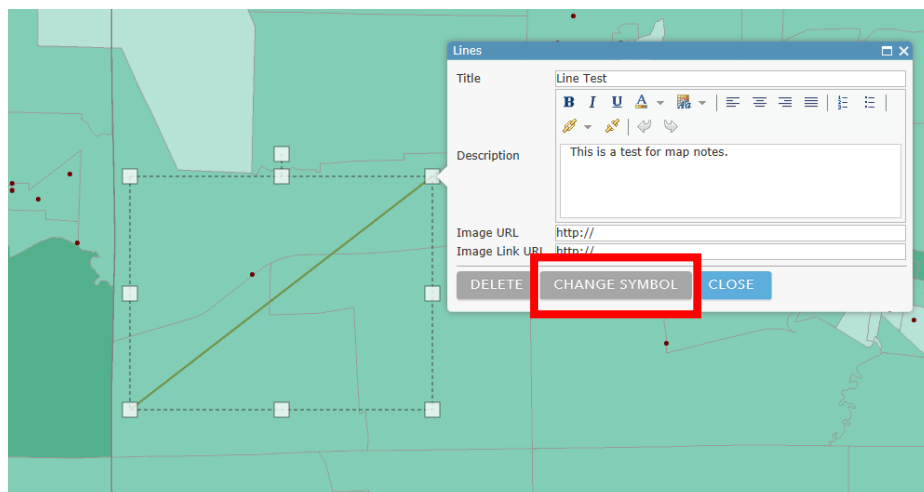 Lines
Title Line Test
B I U A
Description This is a test for map notes.
Image URL http://
Image Link URL http://
DELETE CHANGE SYMBOL CLOSE